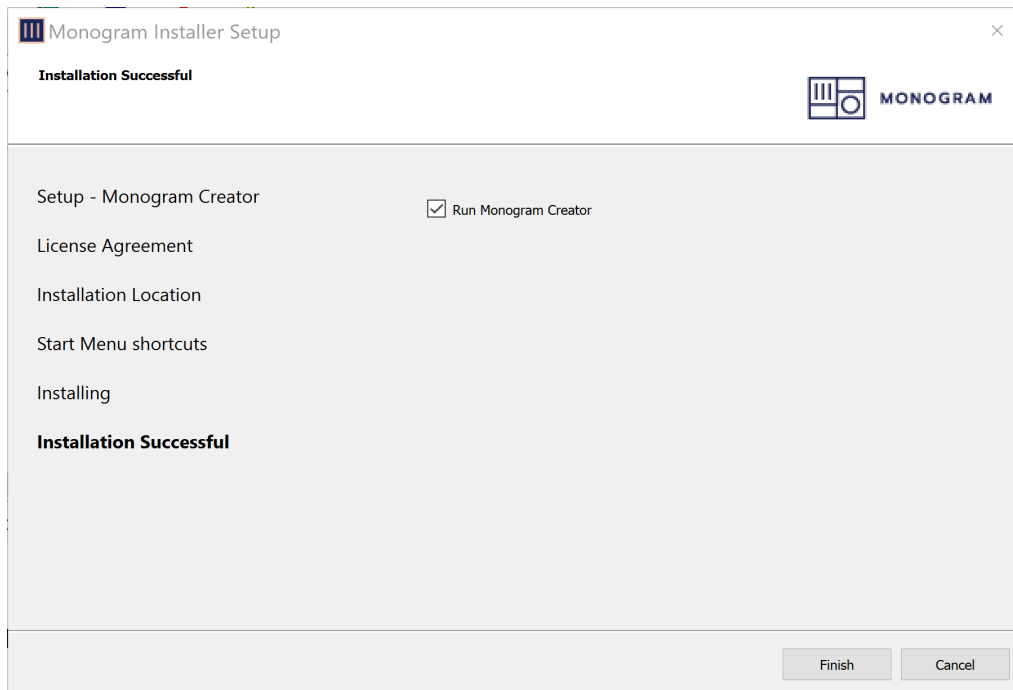 Monogram Installer Setup
Installation Successful
MONOGRAM
Setup - Monogram Creator
Run Monogram Creator
License Agreement
Installation Location
Start Menu shortcuts
Installing
Installation Successful
Finish
Cancel